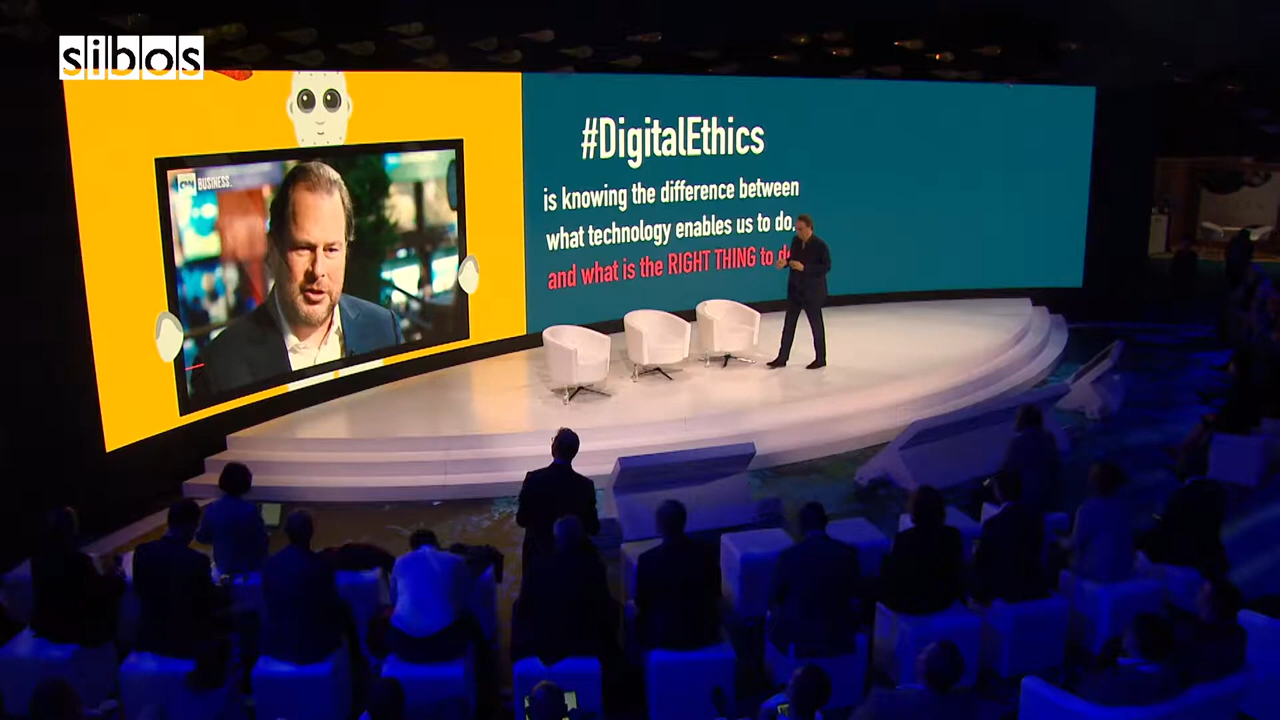 sibos
CNN BUSINESS.
#DigitalEthics
is knowing the difference between
what technology enables us to do,
and what is the RIGHT THING to d